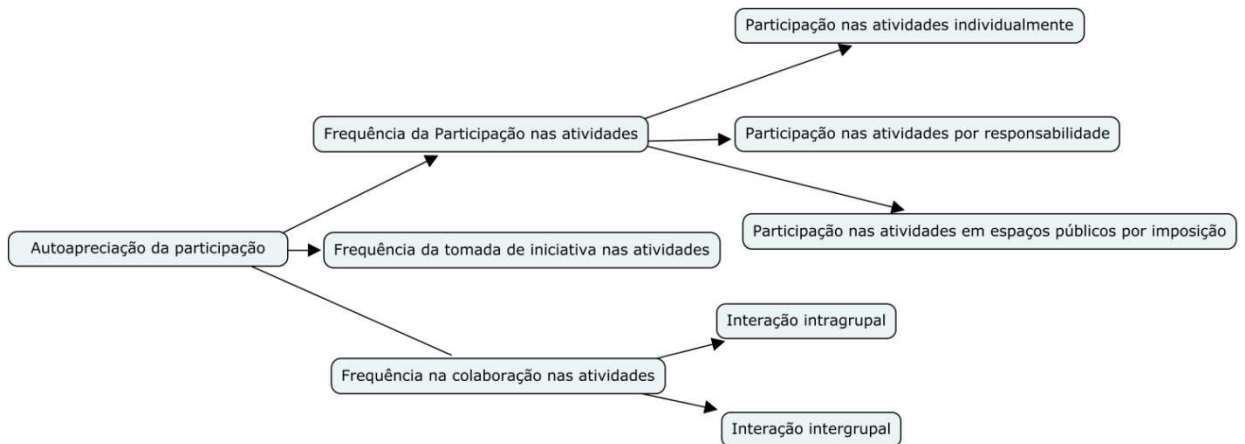 Participação nas atividades individualmente
Frequência da Participação nas atividades
Participação nas atividades por responsabilidade
Participação nas atividades em espaços públicos por imposição
Autoapreciação da participação
Frequência da tomada de iniciativa nas atividades
Interação intragrupal
Frequência na colaboração nas atividades
Interação intergrupal